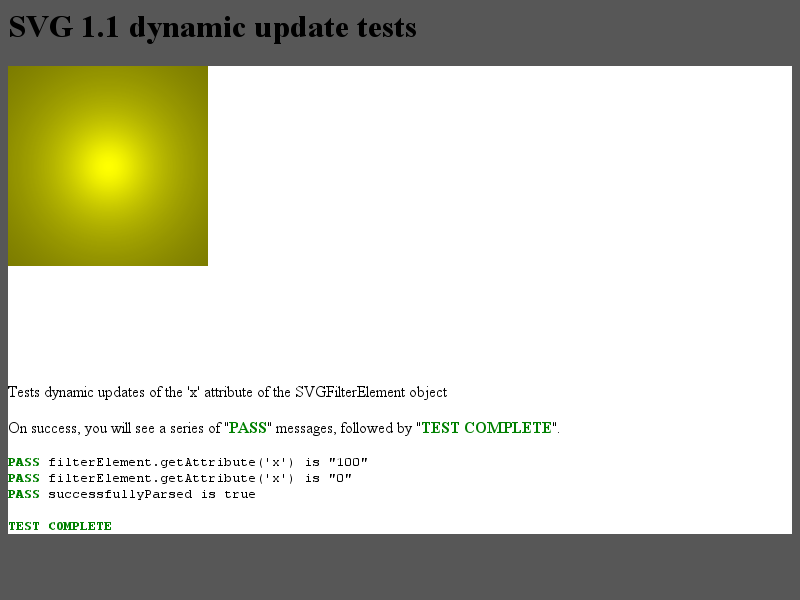 SVG 1.1 dynamic update tests
Tests dynamic updates of the 'x' attribute of the SVGFilterElement object
On success, you will see a series of "PASS" messages, followed by "TEST COMPLETE".
PASS filterElement.getAttribute('x') is "100"
PASS filterElement.getAttribute('x') is "0"
PASS successfullyParsed is true
TEST COMPLETE